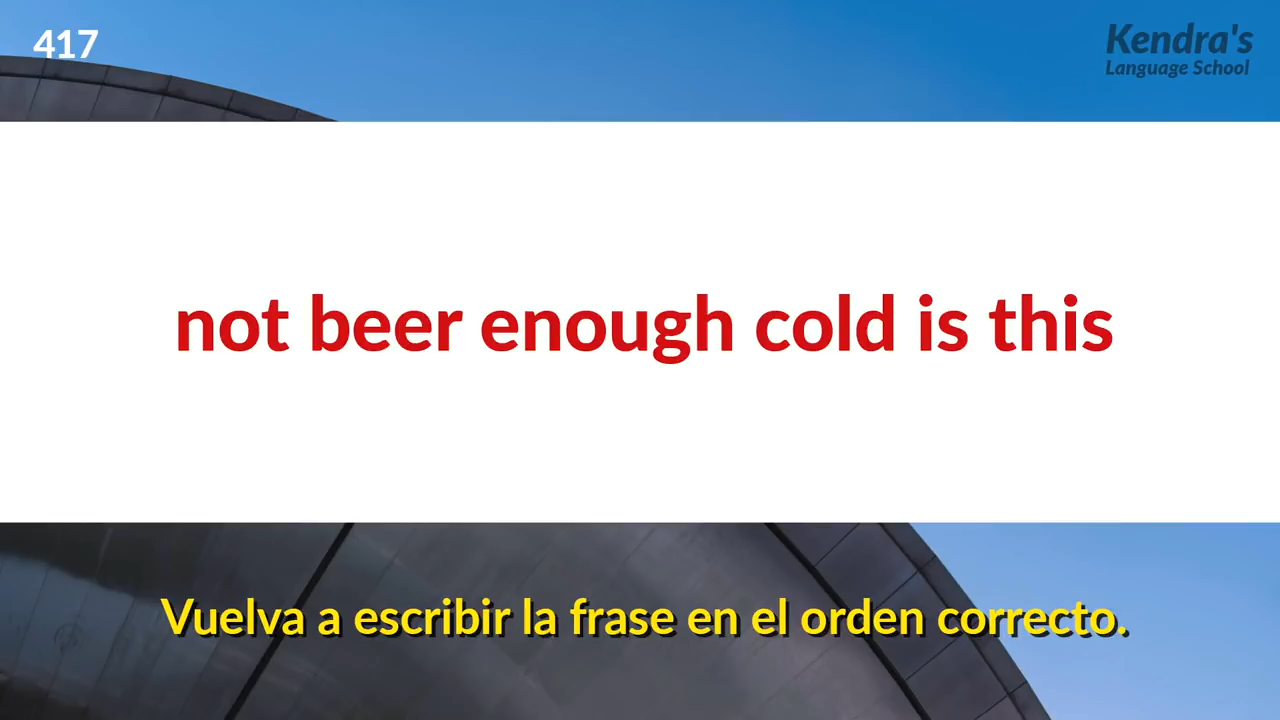 417
Kendra's
Language School
not beer enough cold is this
Vuelva a escribir la frase en el orden correcto.